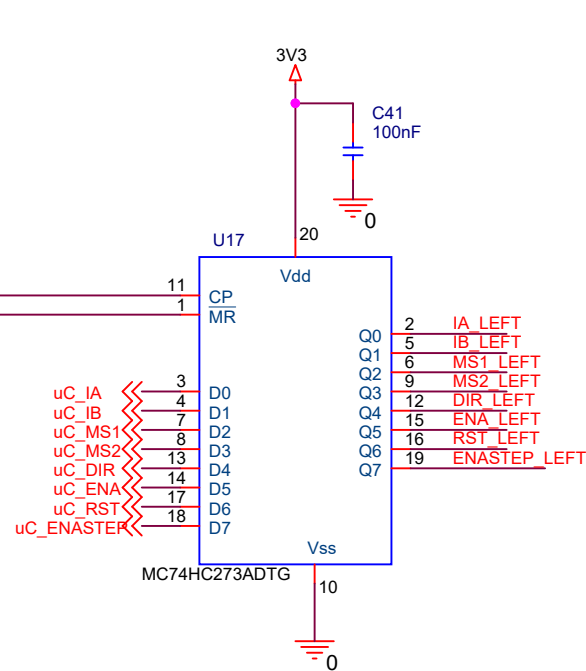 3V3
C41
100nF
0
U17
20
Vdd
11
CP
1
MR
2
Q0
IA_LEFT
5
Q1
IB_LEFT
6
Q2
MS1_LEFT
9
Q3
MS2_LEFT
12
Q4
DIR_LEFT
15
Q5
ENA_LEFT
16
Q6
RST_LEFT
19
Q7
ENASTEP_LEFT
uC_IA
3
D0
uC_IB
4
D1
uC_MS1
7
D2
uC_MS2
8
D3
uC_DIR
13
D4
uC_ENA
14
D5
uC_RST
17
D6
uC_ENASTEP
18
D7
Vss
MC74HC273ADTG
10
0